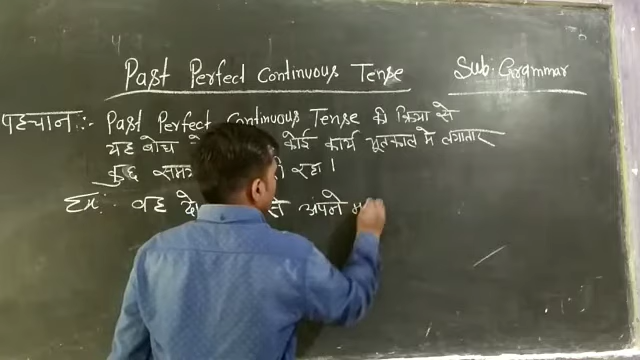 Past Perfect Continuous Tense Sub: Grammar
पहचान:- Past Perfect Continuous Tense की क्रिया से
यह बोध कोई कार्य भूतकाल मे लगातार
कुछ समय रहा ।
Ex:- वह से अपने